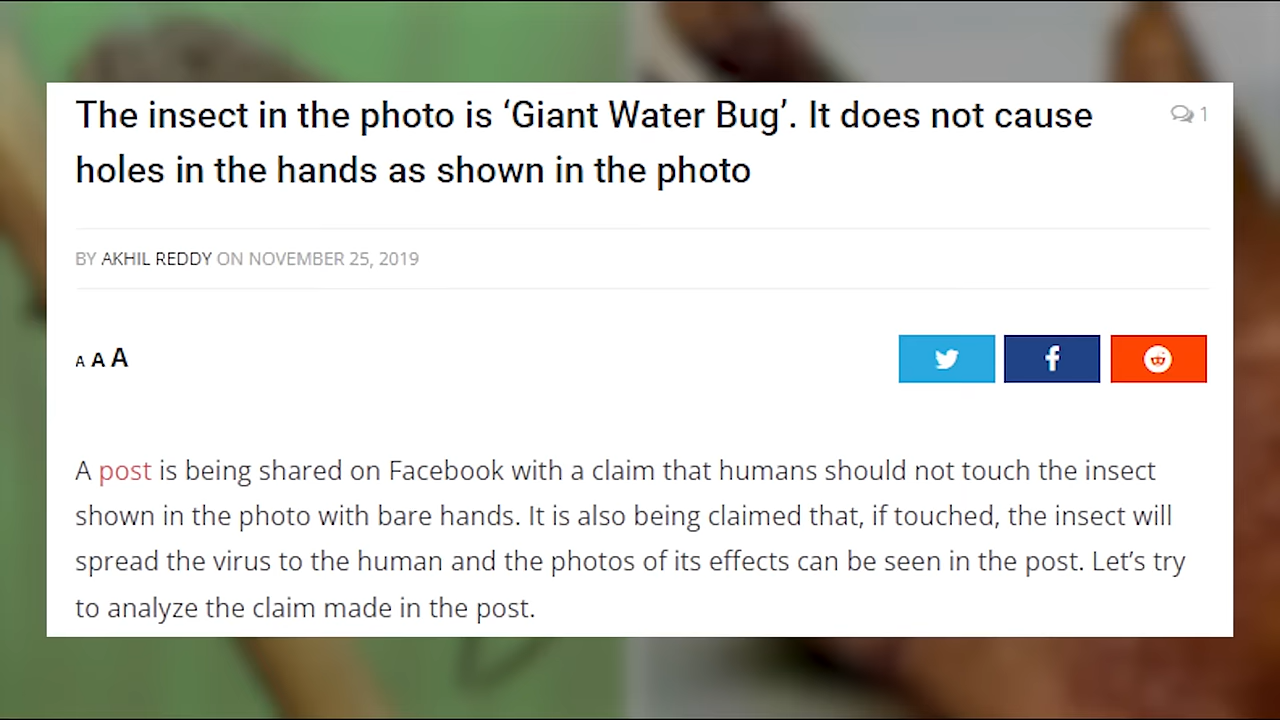 The insect in the photo is ‘Giant Water Bug’. It does not cause
holes in the hands as shown in the photo
1
BY AKHIL REDDY ON NOVEMBER 25, 2019
A A A
A post is being shared on Facebook with a claim that humans should not touch the insect
shown in the photo with bare hands. It is also being claimed that, if touched, the insect will
spread the virus to the human and the photos of its effects can be seen in the post. Let’s try
to analyze the claim made in the post.